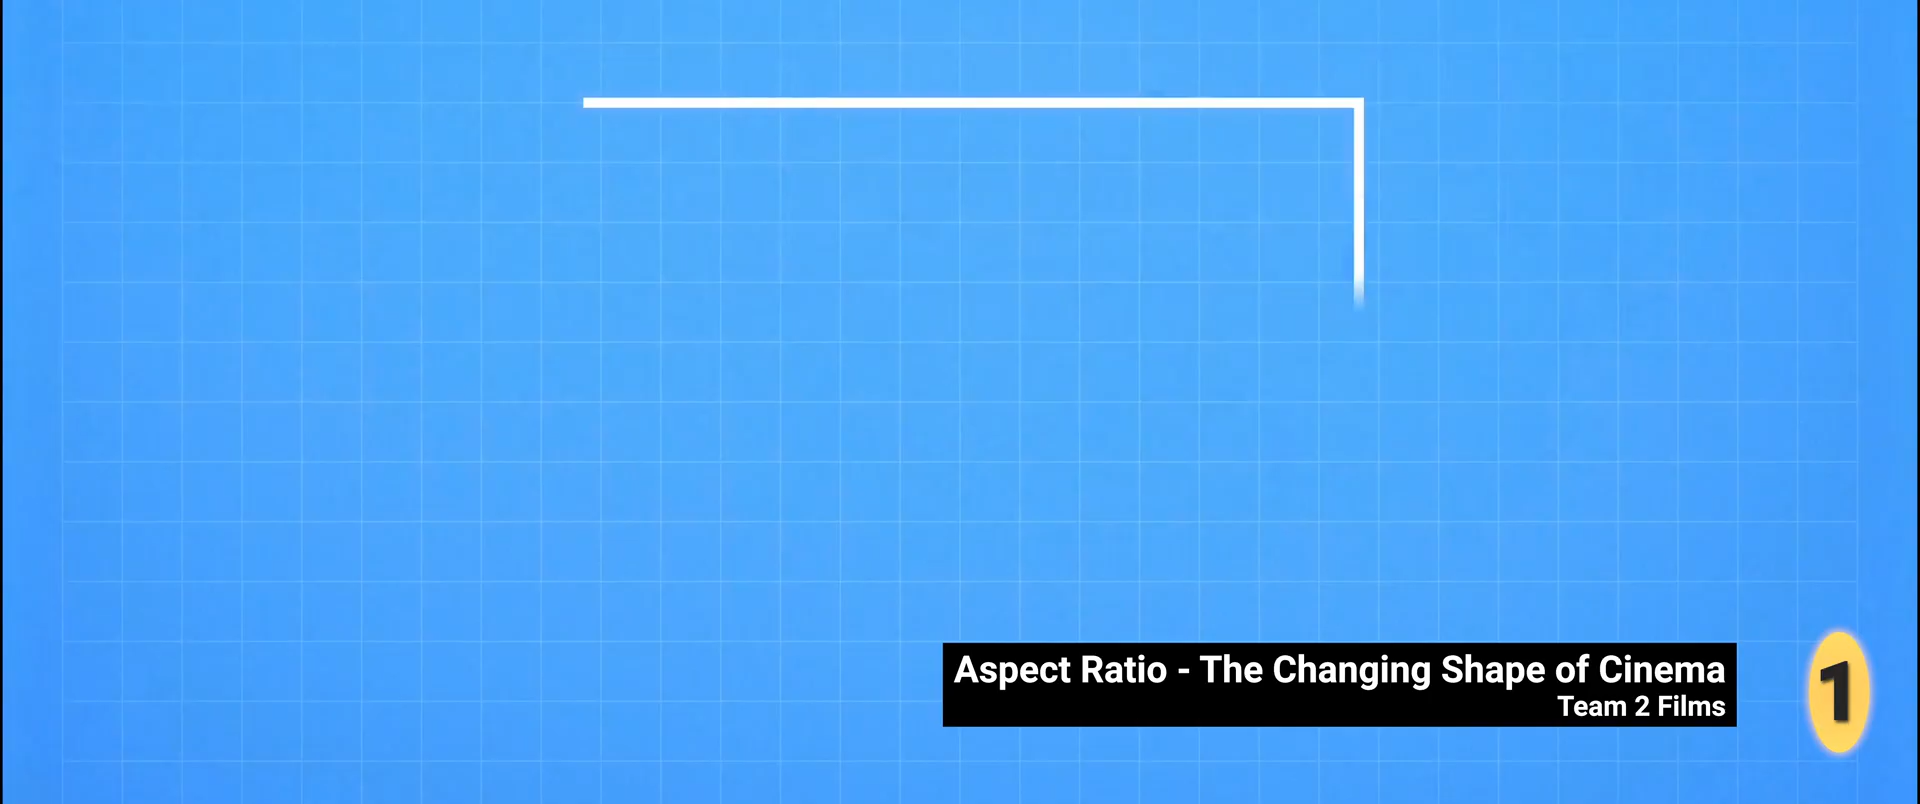 Aspect Ratio - The Changing Shape of Cinema
Team 2 Films
1